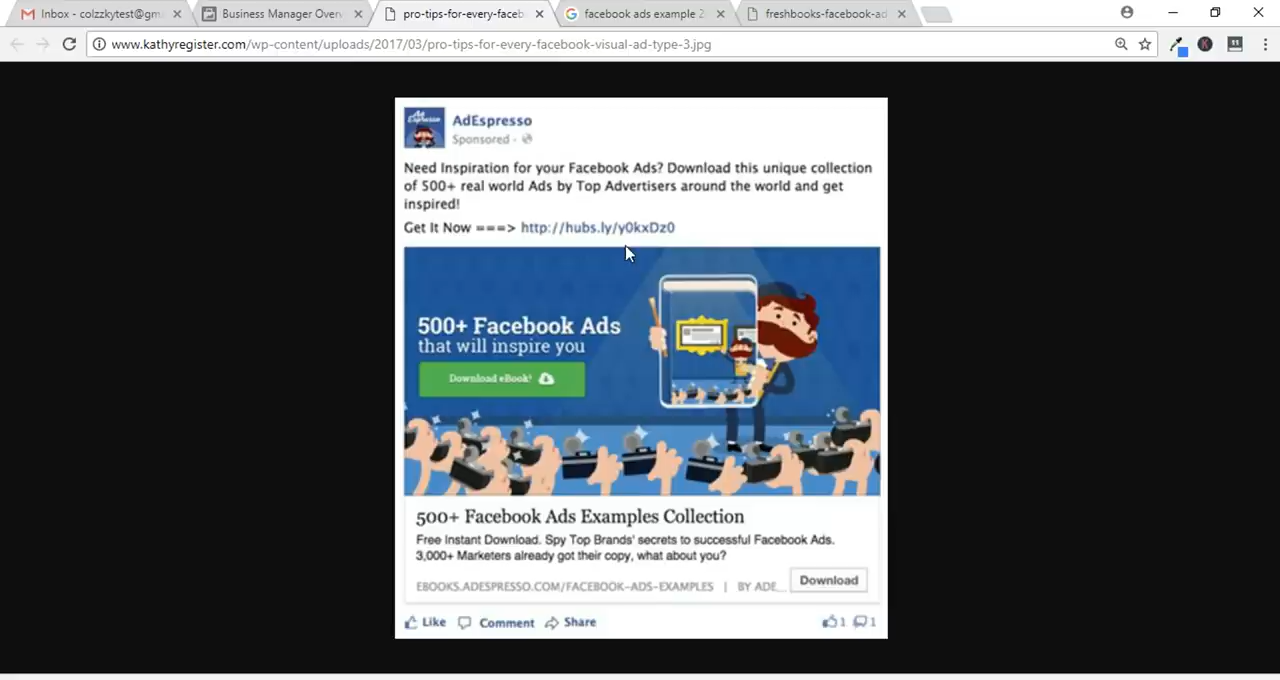 Inbox - colzzkytest@gm
Business Manager Over
pro-tips-for-every-faceb
facebook ads example 2
freshbooks-facebook-ad
www.kathyregister.com/wp-content/uploads/2017/03/pro-tips-for-every-facebook-visual-ad-type-3.jpg
Ad Espresso
AdEspresso
Sponsored ·
Need Inspiration for your Facebook Ads? Download this unique collection
of 500+ real world Ads by Top Advertisers around the world and get
inspired!
Get It Now ===> http://hubs.ly/y0kxDz0
500+ Facebook Ads
that will inspire you
Download eBook!
500+ Facebook Ads Examples Collection
Free Instant Download. Spy Top Brands' secrets to successful Facebook Ads.
3,000+ Marketers already got their copy, what about you?
EBOOKS.ADESPRESSO.COM/FACEBOOK-ADS-EXAMPLES | BY ADE...
Download
Like Comment Share 1 1